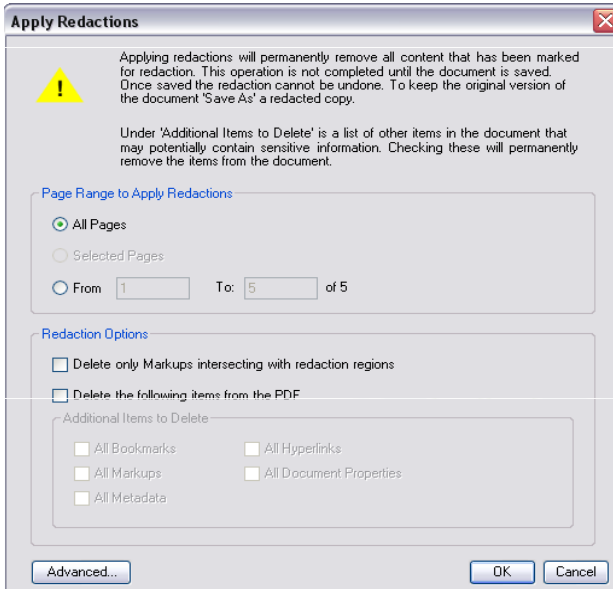 Apply Redactions
Applying redactions will permanently remove all content that has been marked
for redaction. This operation is not completed until the document is saved.
Once saved the redaction cannot be undone. To keep the original version of
the document 'Save As' a redacted copy.
Under 'Additional Items to Delete' is a list of other items in the document that
may potentially contain sensitive information. Checking these will permanently
remove the items from the document.
Page Range to Apply Redactions
All Pages
Selected Pages
From 1 To: 5 of 5
Redaction Options
Delete only Markups intersecting with redaction regions
Delete the following items from the PDF
Additional Items to Delete
All Bookmarks All Hyperlinks
All Markups All Document Properties
All Metadata
Advanced... OK Cancel